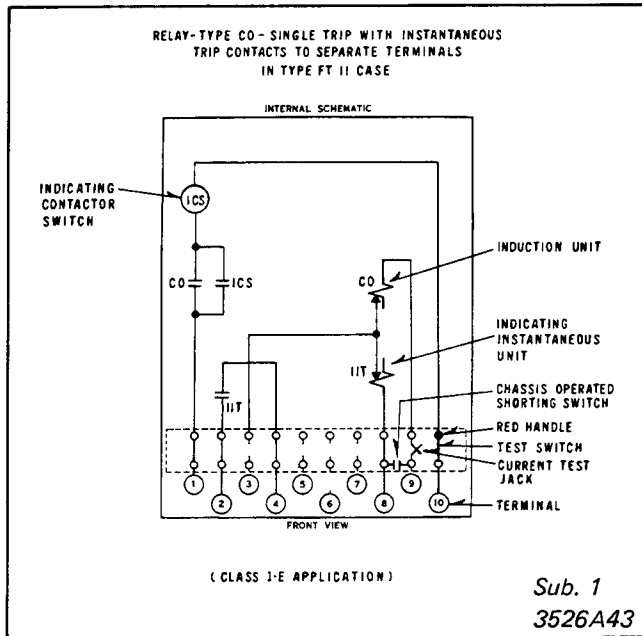 RELAY-TYPE CO - SINGLE TRIP WITH INSTANTANEOUS
TRIP CONTACTS TO SEPARATE TERMINALS
IN TYPE FT 11 CASE
INTERNAL SCHEMATIC
INDICATING
CONTACTOR
SWITCH
ICS
CO
ICS
CO
INDUCTION UNIT
INDICATING
INSTANTANEOUS
UNIT
IIT
IIT
CHASSIS OPERATED
SHORTING SWITCH
RED HANDLE
TEST SWITCH
CURRENT TEST
JACK
TERMINAL
1
3
5
7
9
2
4
6
8
10
FRONT VIEW
(CLASS 1-E APPLICATION)
Sub. 1
3526A43